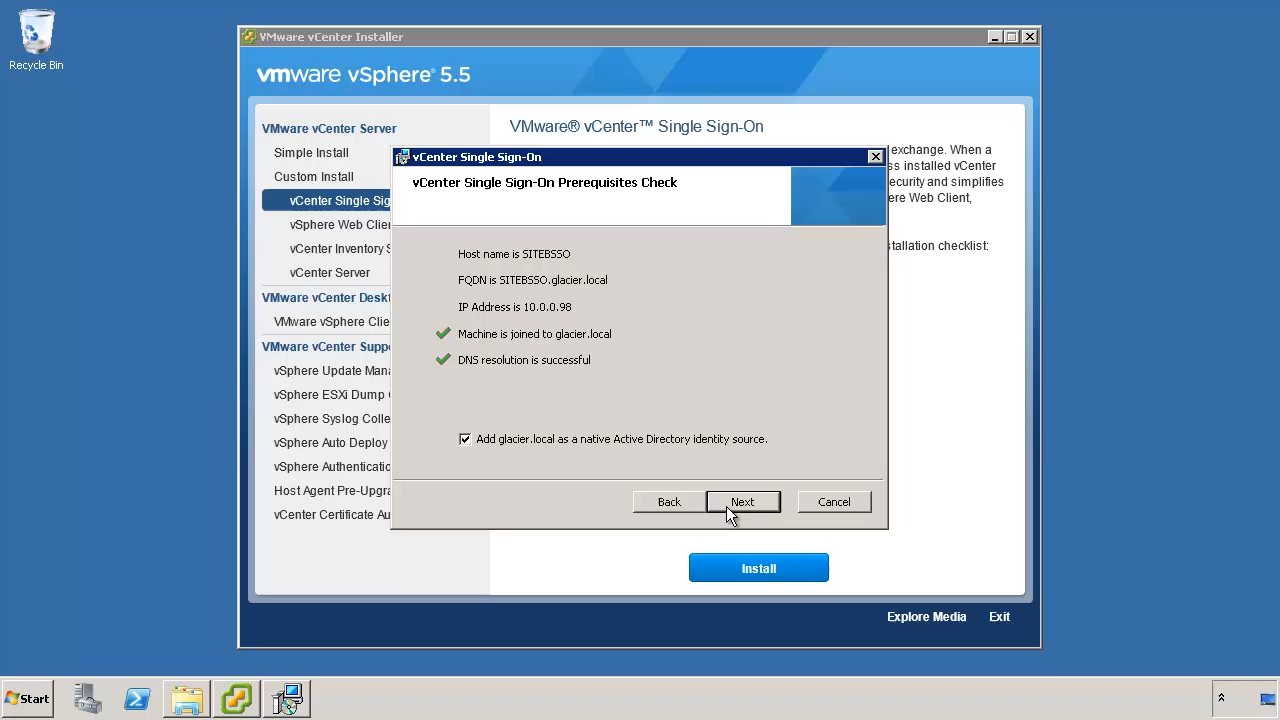 Recycle Bin
VMware vCenter Installer
vmware vSphere® 5.5
VMware vCenter Server
Simple Install
Custom Install
vCenter Single Sig
vSphere Web Clie
vCenter Inventory S
vCenter Server
VMware vCenter Deskt
VMware vSphere Clie
VMware vCenter Suppo
vSphere Update Mana
vSphere ESXi Dump C
vSphere Syslog Colle
vSphere Auto Deploy
vSphere Authenticatio
Host Agent Pre-Upgra
vCenter Certificate Au
VMware® vCenter™ Single Sign-On
exchange. When a
ss installed vCenter
ecurity and simplifies
ere Web Client,
stallation checklist:
vCenter Single Sign-On
vCenter Single Sign-On Prerequisites Check
Host name is SITEBSSO
FQDN is SITEBSSO.glacier.local
IP Address is 10.0.0.98
Machine is joined to glacier.local
DNS resolution is successful
Add glacier.local as a native Active Directory identity source.
Back
Next
Cancel
Install
Explore Media
Exit
Start